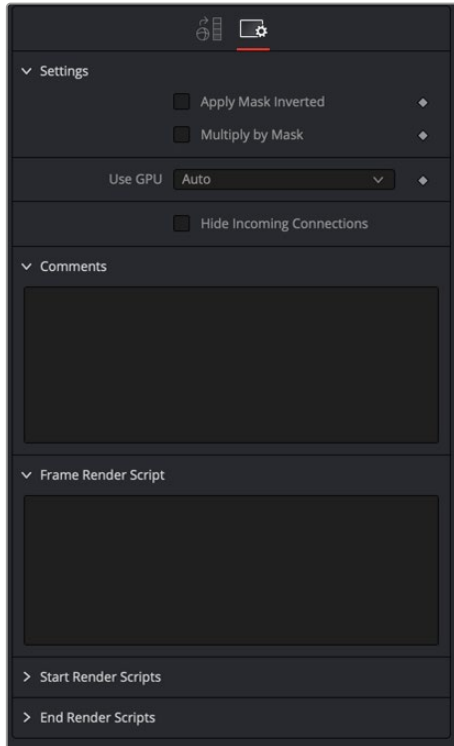 Settings
Apply Mask Inverted
Multiply by Mask
Use GPU Auto
Hide Incoming Connections
Comments
Frame Render Script
Start Render Scripts
End Render Scripts